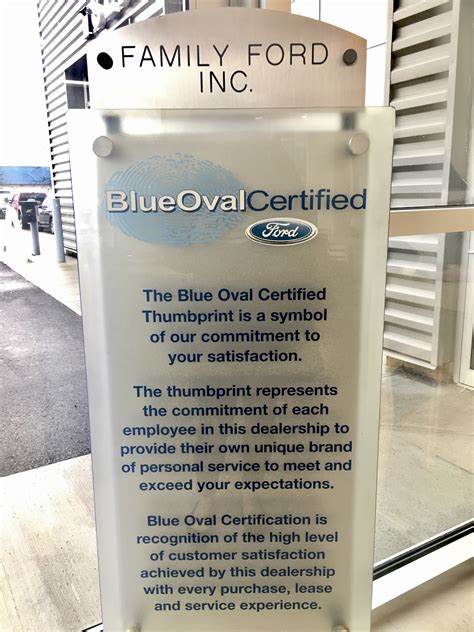 FAMILY FORD
INC.
BlueOvalCertified
Ford
The Blue Oval Certified
Thumbprint is a symbol
of our commitment to
your satisfaction.
The thumbprint represents
the commitment of each
employee in this dealership to
provide their own unique brand
of personal service to meet and
exceed your expectations.
Blue Oval Certification is
recognition of the high level
of customer satisfaction
achieved by this dealership
with every purchase, lease
and service experience.